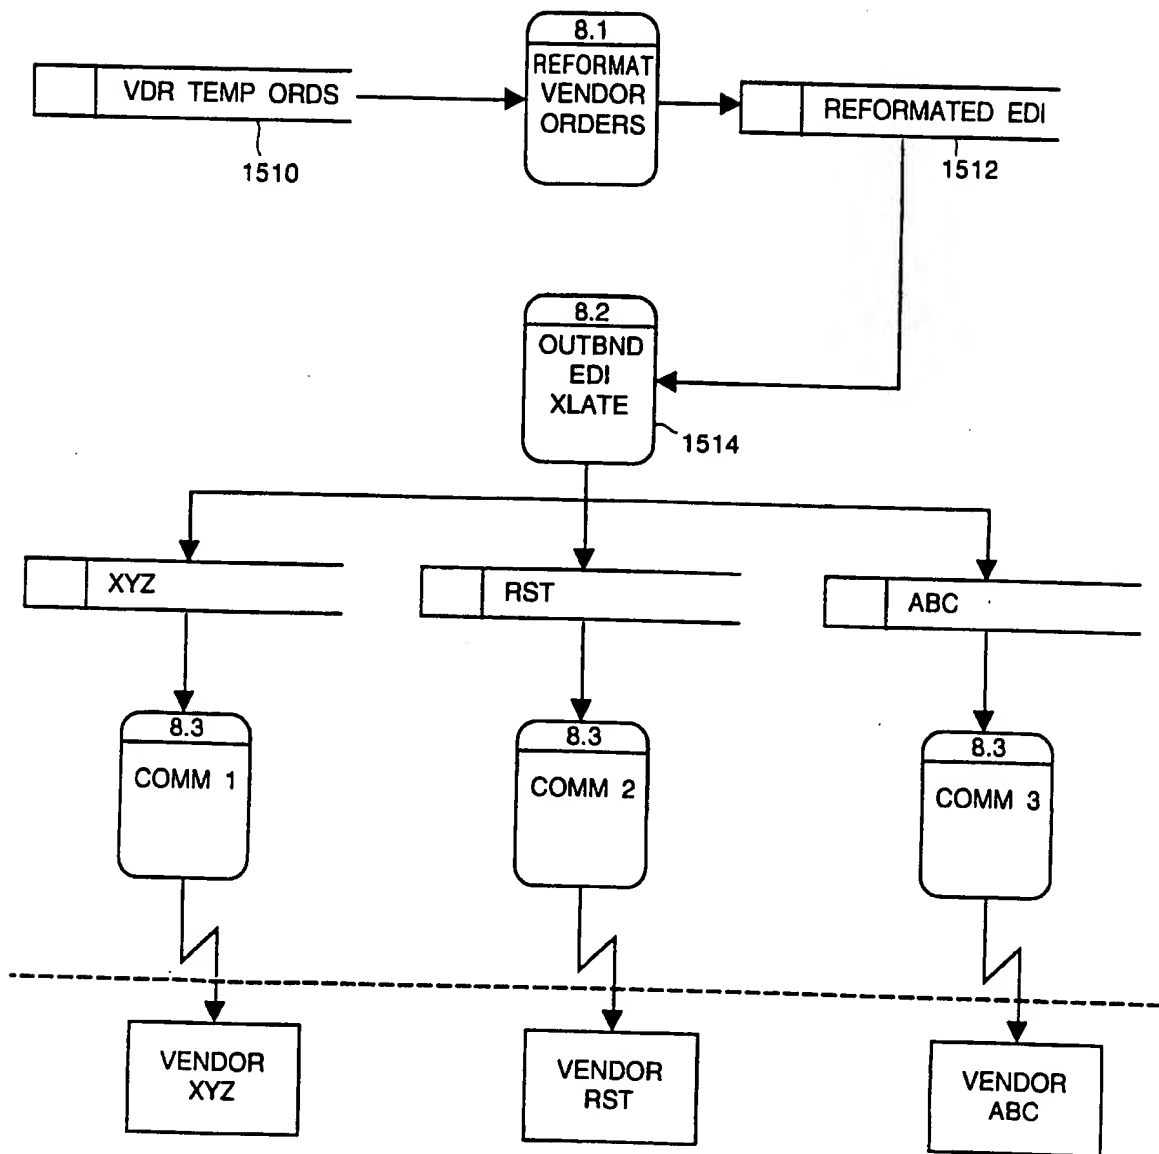 8.1
VDR TEMP ORDS
REFORMAT
VENDOR
ORDERS
REFORMATED EDI
1510
1512
8.2
OUTBND
EDI
XLATE
1514
XYZ
RST
ABC
8.3
COMM 1
8.3
COMM 2
8.3
COMM 3
VENDOR
XYZ
VENDOR
RST
VENDOR
ABC